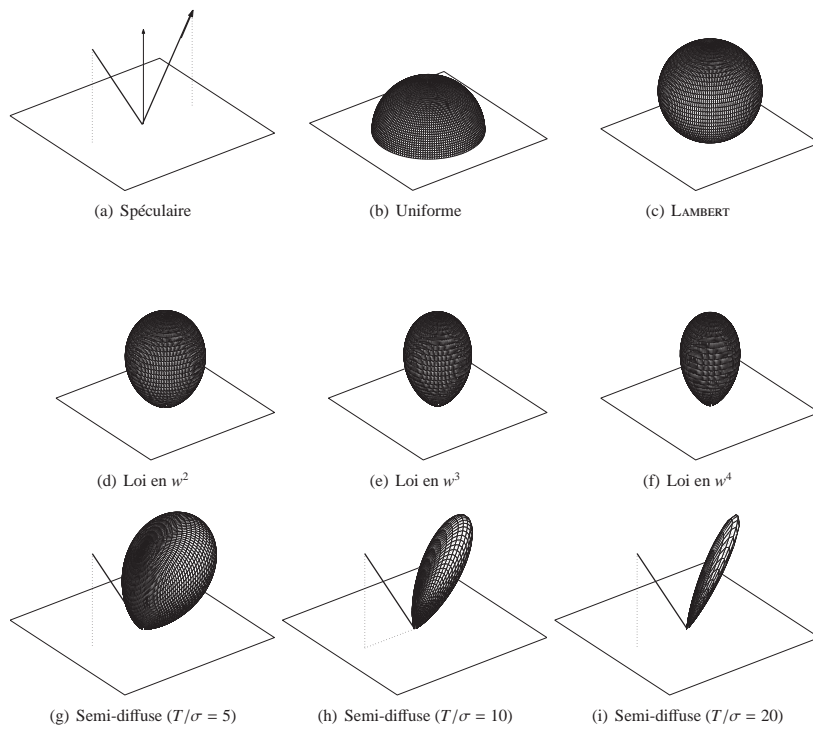 (a) Spéculaire
(b) Uniforme
(c) Lambert
(d) Loi en w²
(e) Loi en w³
(f) Loi en w⁴
(g) Semi-diffuse (T/σ = 5)
(h) Semi-diffuse (T/σ = 10)
(i) Semi-diffuse (T/σ = 20)